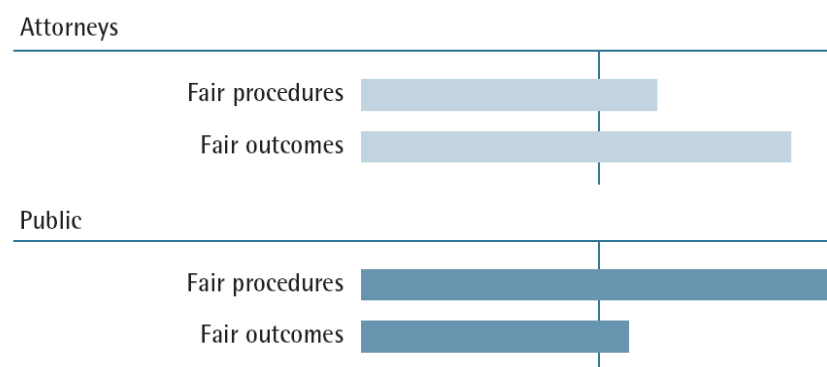 Attorneys
Fair procedures
Fair outcomes
Public
Fair procedures
Fair outcomes